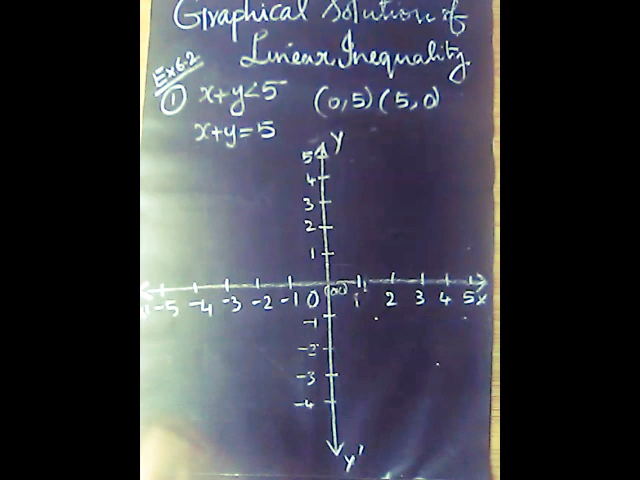 Graphical Solution of
Linear Inequality.
Ex 6.2
① x+y<5 (0,5) (5,0)
x+y=5
Y
5
4
3
2
1
-5 -4 -3 -2 -1 0 (0,0) 1 2 3 4 5 x
-1
-2
-3
-4
Y'